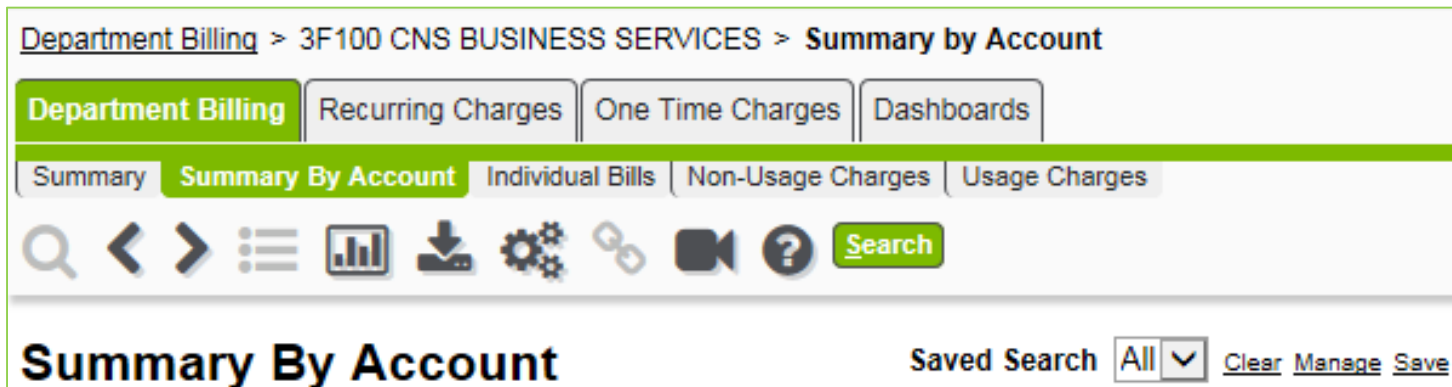 Department Billing > 3F100 CNS BUSINESS SERVICES > Summary by Account
Department Billing Recurring Charges One Time Charges Dashboards
Summary Summary By Account Individual Bills Non-Usage Charges Usage Charges
? Search
Summary By Account Saved Search All Clear Manage Save